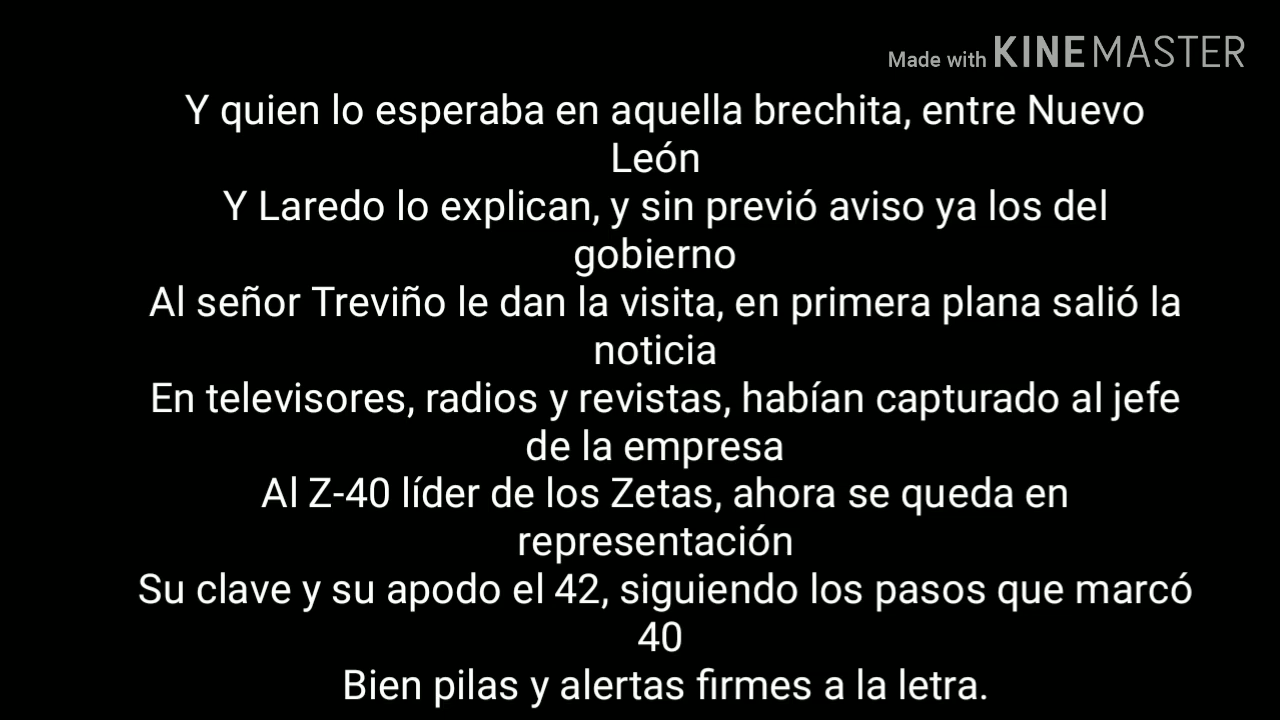 Made with KINEMASTER
Y quien lo esperaba en aquella brechita, entre Nuevo
León
Y Laredo lo explican, y sin previó aviso ya los del
gobierno
Al señor Treviño le dan la visita, en primera plana salió la
noticia
En televisores, radios y revistas, habían capturado al jefe
de la empresa
Al Z-40 líder de los Zetas, ahora se queda en
representación
Su clave y su apodo el 42, siguiendo los pasos que marcó
40
Bien pilas y alertas firmes a la letra.